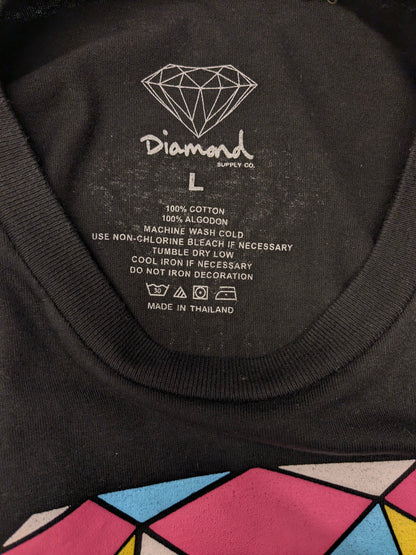 Diamond
SUPPLY CO.
L
100% COTTON
100% ALGODON
MACHINE WASH COLD
USE NON-CHLORINE BLEACH IF NECESSARY
TUMBLE DRY LOW
COOL IRON IF NECESSARY
DO NOT IRON DECORATION
30
MADE IN THAILAND